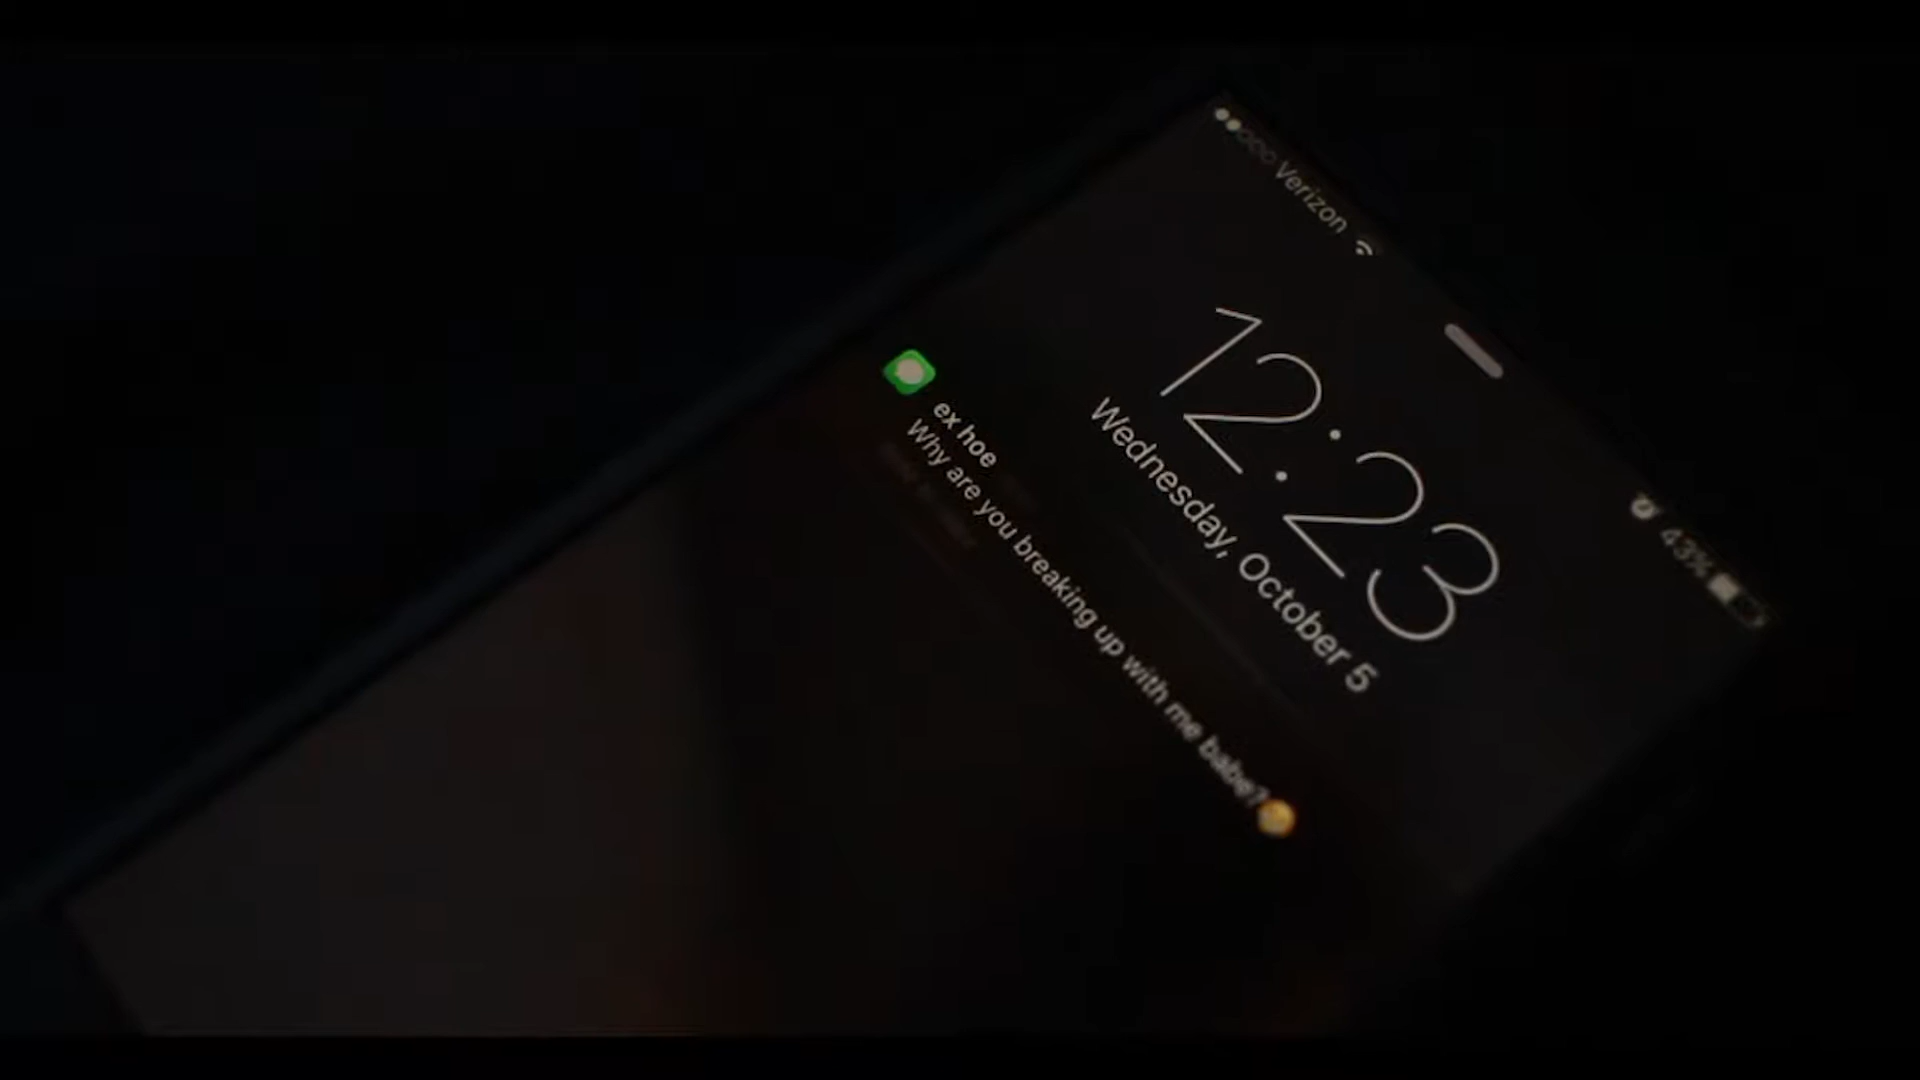 Verizon
43%
12:23
Wednesday, October 5
ex hoe
Why are you breaking up with me babe?